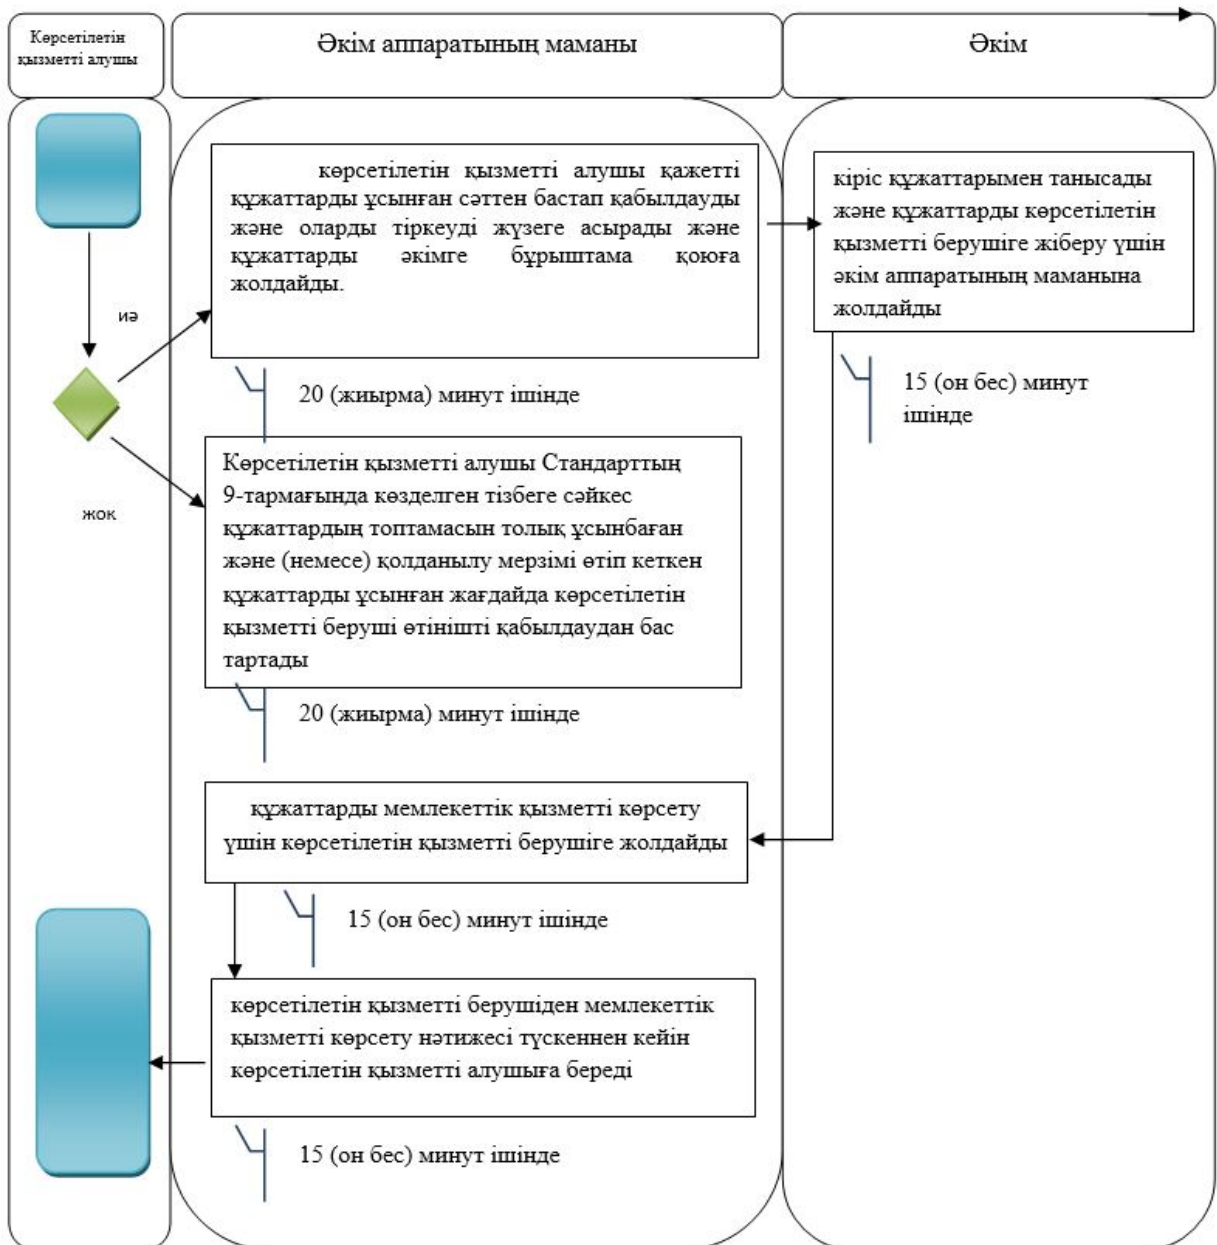 Көрсетілетін
қызметті алушы
Әкім аппаратының маманы
Әкім
көрсетілетін қызметті алушы қажетті
құжаттарды ұсынған сәттен бастап қабылдауды
және оларды тіркеуді жүзеге асырады және
құжаттарды әкімге бұрыштама қоюға
жолдайды.
кіріс құжаттарымен танысады
және құжаттарды көрсетілетін
қызметті берушіге жіберу үшін
әкім аппаратының маманына
жолдайды
иә
20 (жиырма) минут ішінде
15 (он бес) минут
ішінде
Көрсетілетін қызметті алушы Стандарттың
9-тармағында көзделген тізбеге сәйкес
құжаттардың топтамасын толық ұсынбаған
және (немесе) қолданылу мерзімі өтіп кеткен
құжаттарды ұсынған жағдайда көрсетілетін
қызметті беруші өтінішті қабылдаудан бас
тартады
жок
20 (жиырма) минут ішінде
құжаттарды мемлекеттік қызметті көрсету
үшін көрсетілетін қызметті берушіге жолдайды
15 (он бес) минут ішінде
көрсетілетін қызметті берушіден мемлекеттік
қызметті көрсету нәтижесі түскеннен кейін
көрсетілетін қызметті алушыға береді
15 (он бес) минут ішінде